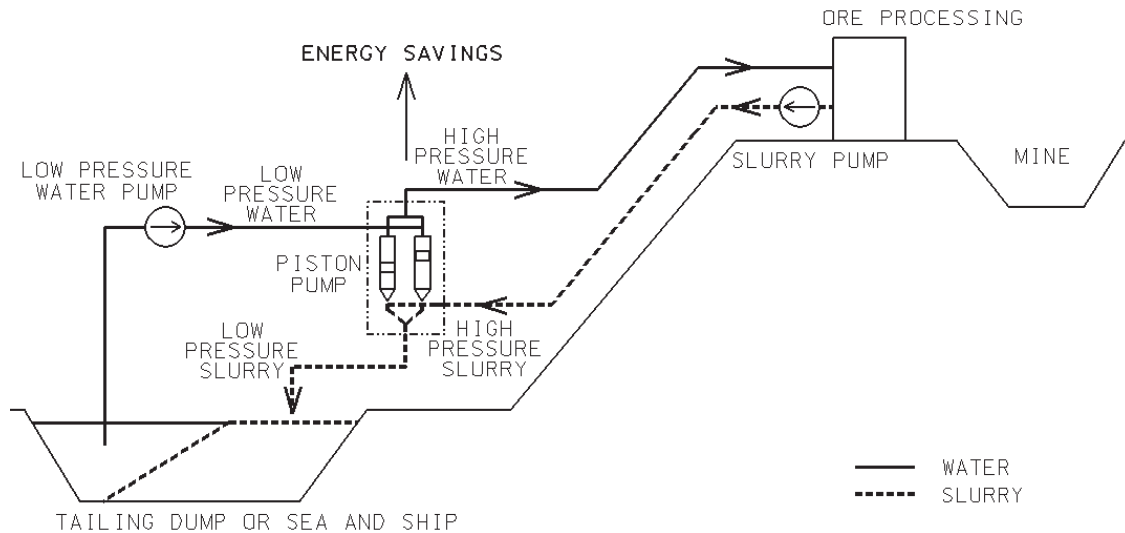 ORE PROCESSING
ENERGY SAVINGS
HIGH
PRESSURE
WATER
SLURRY PUMP
MINE
LOW PRESSURE
WATER PUMP
LOW
PRESSURE
WATER
PISTON
PUMP
LOW
PRESSURE
SLURRY
HIGH
PRESSURE
SLURRY
WATER
SLURRY
TAILING DUMP OR SEA AND SHIP